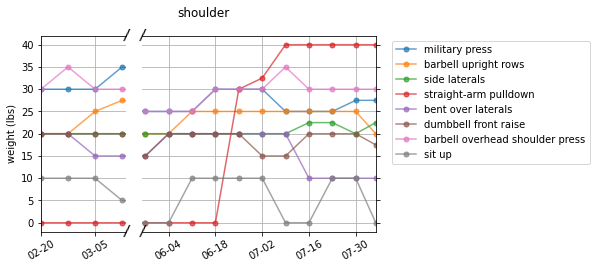 shoulder
weight (lbs)
40
35
30
25
20
15
10
5
0
02-20
03-05
06-04
06-18
07-02
07-16
07-30
military press
barbell upright rows
side laterals
straight-arm pulldown
bent over laterals
dumbbell front raise
barbell overhead shoulder press
sit up